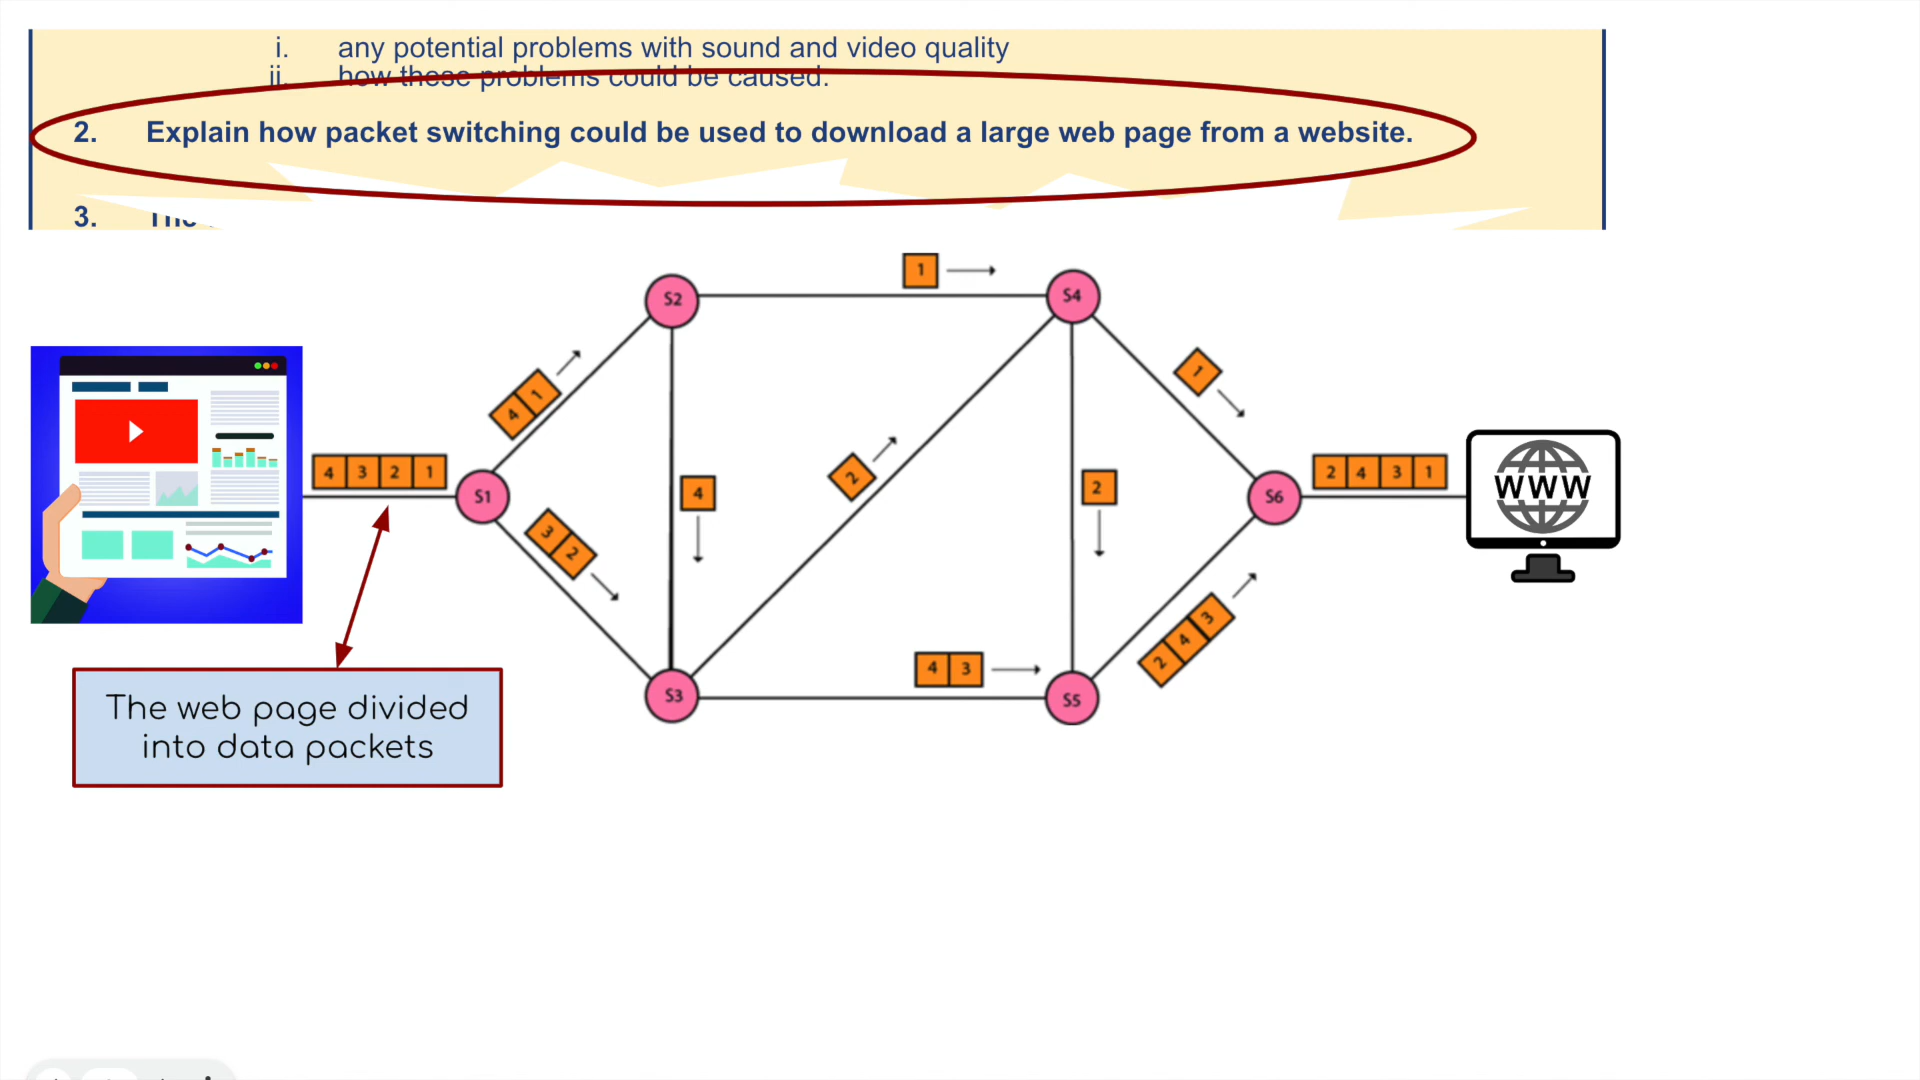 i. any potential problems with sound and video quality
ii. how these problems could be caused.
2. Explain how packet switching could be used to download a large web page from a website.
3.
1
S2
S4
4 1
1
4 3 2 1
S1
3 2
4
2
2
S6
2 4 3 1
WWW
S3
4 3
S5
2 4 3
The web page divided
into data packets